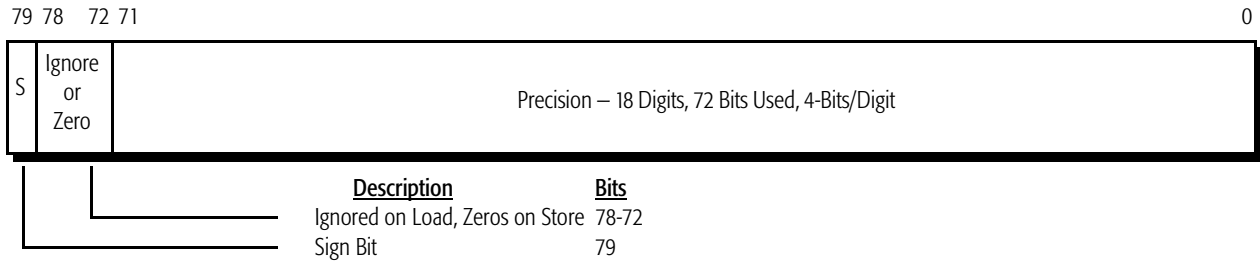 79 78 72 71 0
S
Ignore
or
Zero
Precision – 18 Digits, 72 Bits Used, 4-Bits/Digit
Description Bits
Ignored on Load, Zeros on Store 78-72
Sign Bit 79